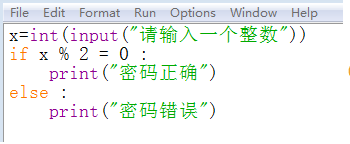 File Edit Format Run Options Window Help
x=int(input("请输入一个整数"))
if x % 2 = 0 :
    print("密码正确")
else :
    print("密码错误")